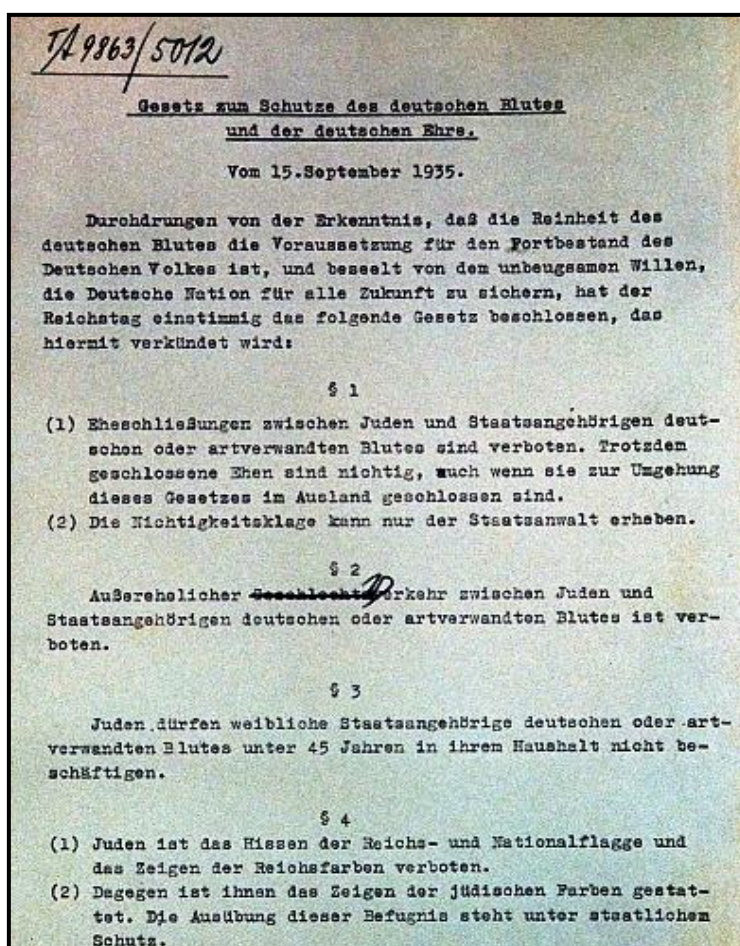 TA 9863/5012
Gesetz zum Schutze des deutschen Blutes
und der deutschen Ehre.
Vom 15.September 1935.
Durchdrungen von der Erkenntnis, daß die Reinheit des
deutschen Blutes die Voraussetzung für den Fortbestand des
Deutschen Volkes ist, und beseelt von dem unbeugsamen Willen,
die Deutsche Nation für alle Zukunft zu sichern, hat der
Reichstag einstimmig das folgende Gesetz beschlossen, das
hiermit verkündet wird:
§ 1
(1) Eheschließungen zwischen Juden und Staatsangehörigen deut-
schen oder artverwandten Blutes sind verboten. Trotzdem
geschlossene Ehen sind nichtig, auch wenn sie zur Umgehung
dieses Gesetzes im Ausland geschlossen sind.
(2) Die Nichtigkeitsklage kann nur der Staatsanwalt erheben.
§ 2
Außerehelicher Geschlechtsverkehr zwischen Juden und
Staatsangehörigen deutschen oder artverwandten Blutes ist ver-
boten.
§ 3
Juden dürfen weibliche Staatsangehörige deutschen oder art-
verwandten Blutes unter 45 Jahren in ihrem Haushalt nicht be-
schäftigen.
§ 4
(1) Juden ist das Hissen der Reichs- und Nationalflagge und
das Zeigen der Reichsfarben verboten.
(2) Dagegen ist ihnen das Zeigen der jüdischen Farben gestat-
tet. Die Ausübung dieser Befugnis steht unter staatlichem
Schutz.